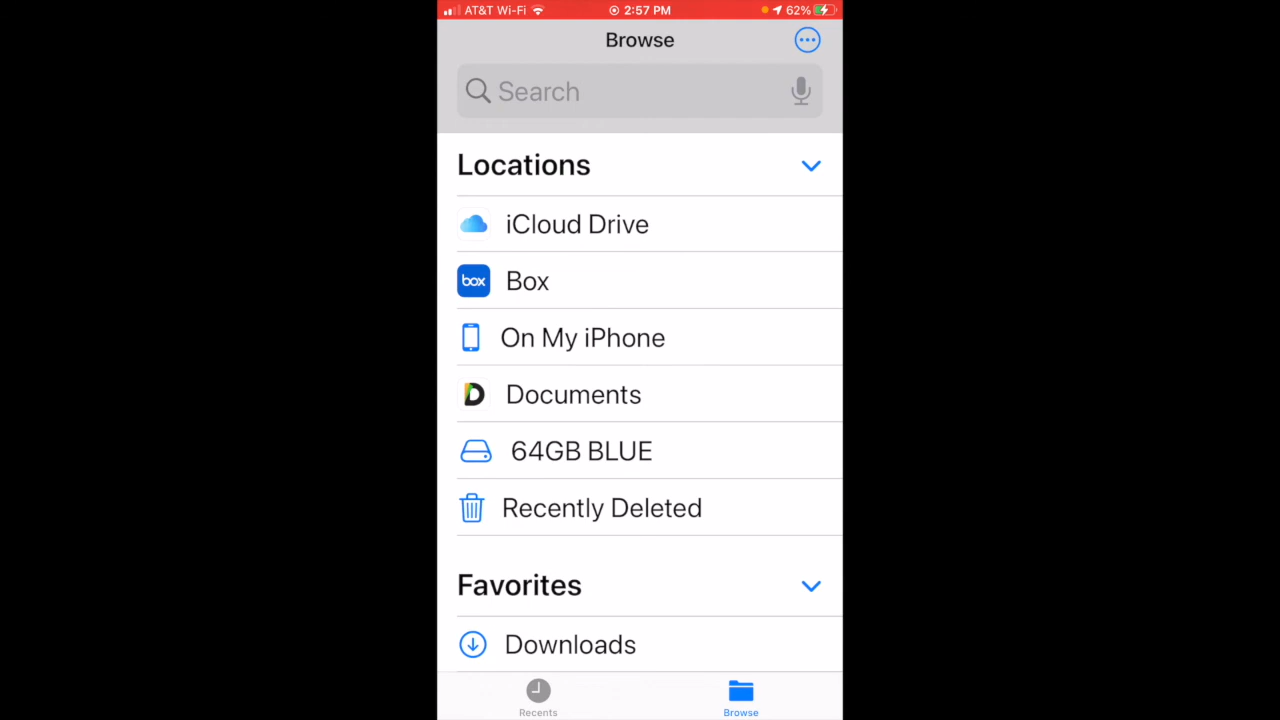 AT&T Wi-Fi 2:57 PM 62%
Browse
Search
Locations
iCloud Drive
box Box
On My iPhone
Documents
64GB BLUE
Recently Deleted
Favorites
Downloads
Recents Browse